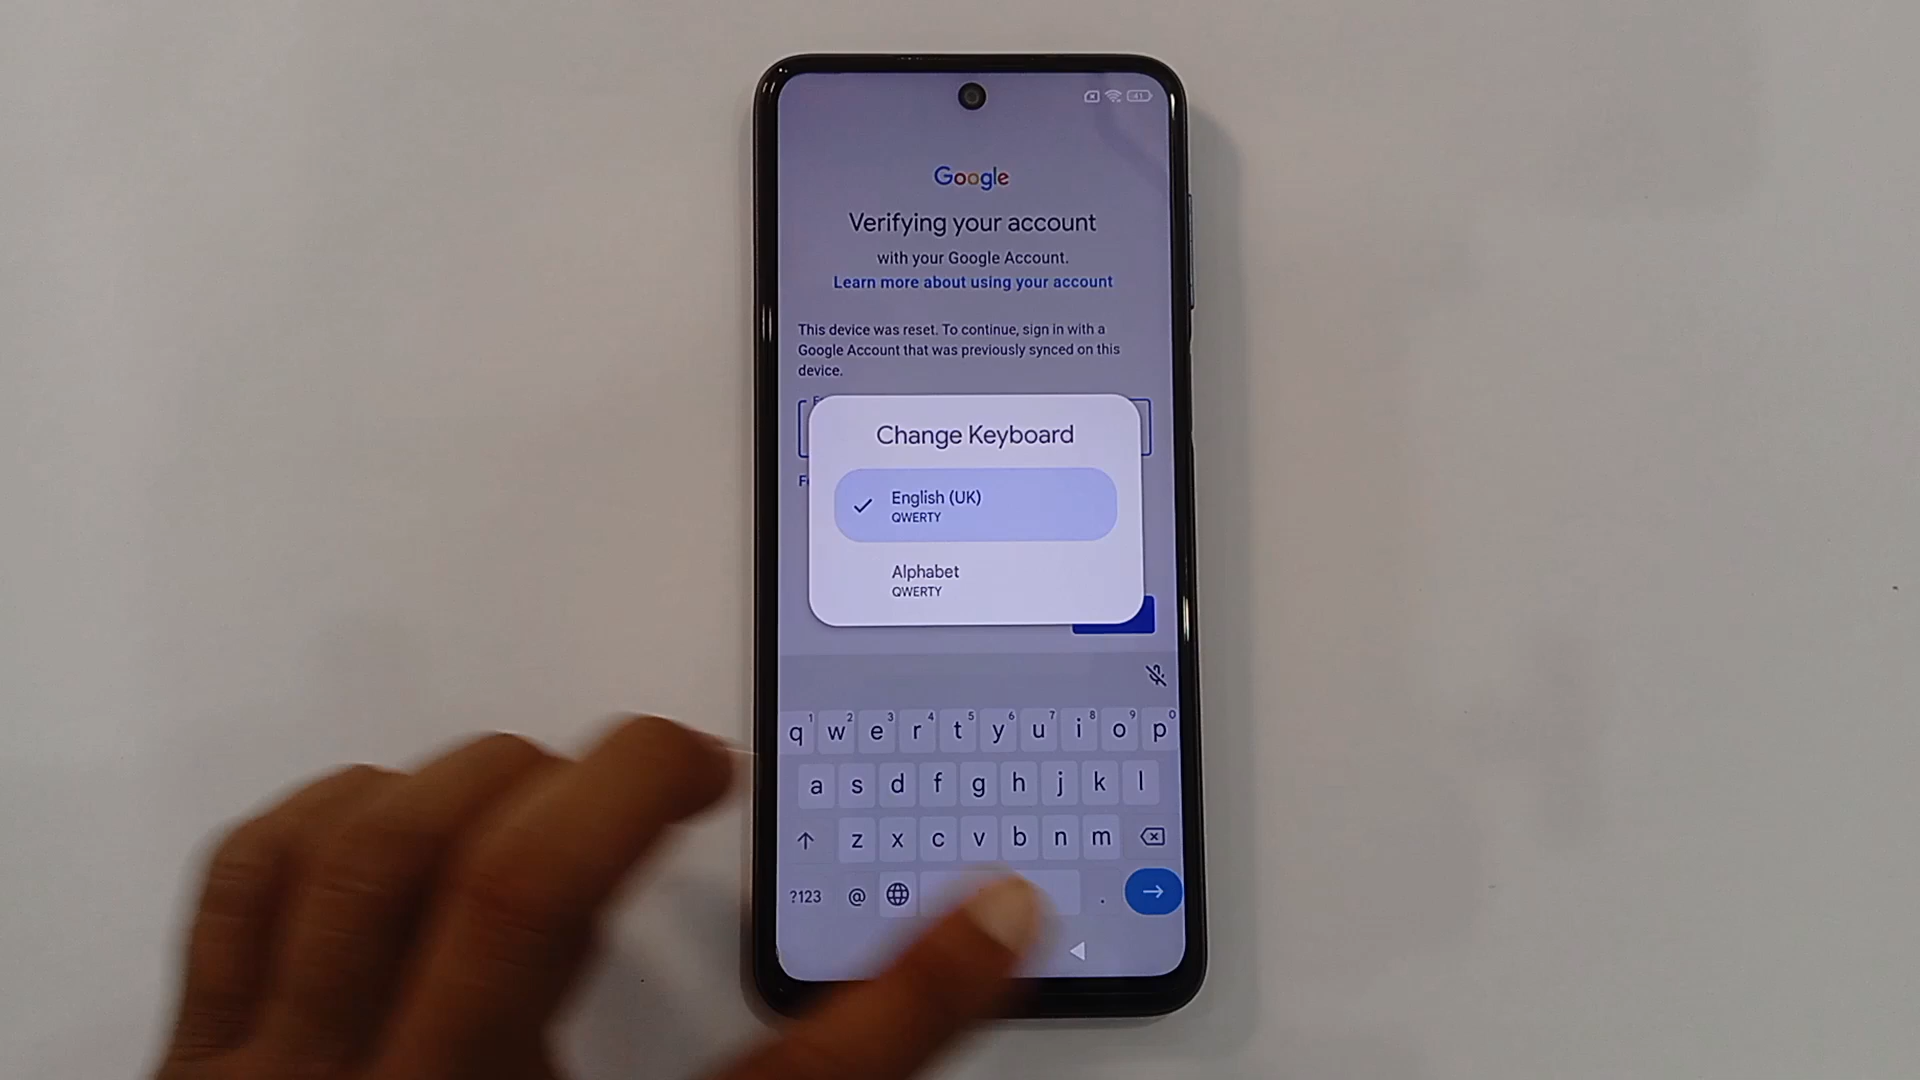 41
Google
Verifying your account
with your Google Account.
Learn more about using your account
This device was reset. To continue, sign in with a
Google Account that was previously synced on this
device.
Change Keyboard
English (UK)
QWERTY
Alphabet
QWERTY
1 2 3 4 5 6 7 8 9 0
q w e r t y u i o p
a s d f g h j k l
z x c v b n m
?123 @ .